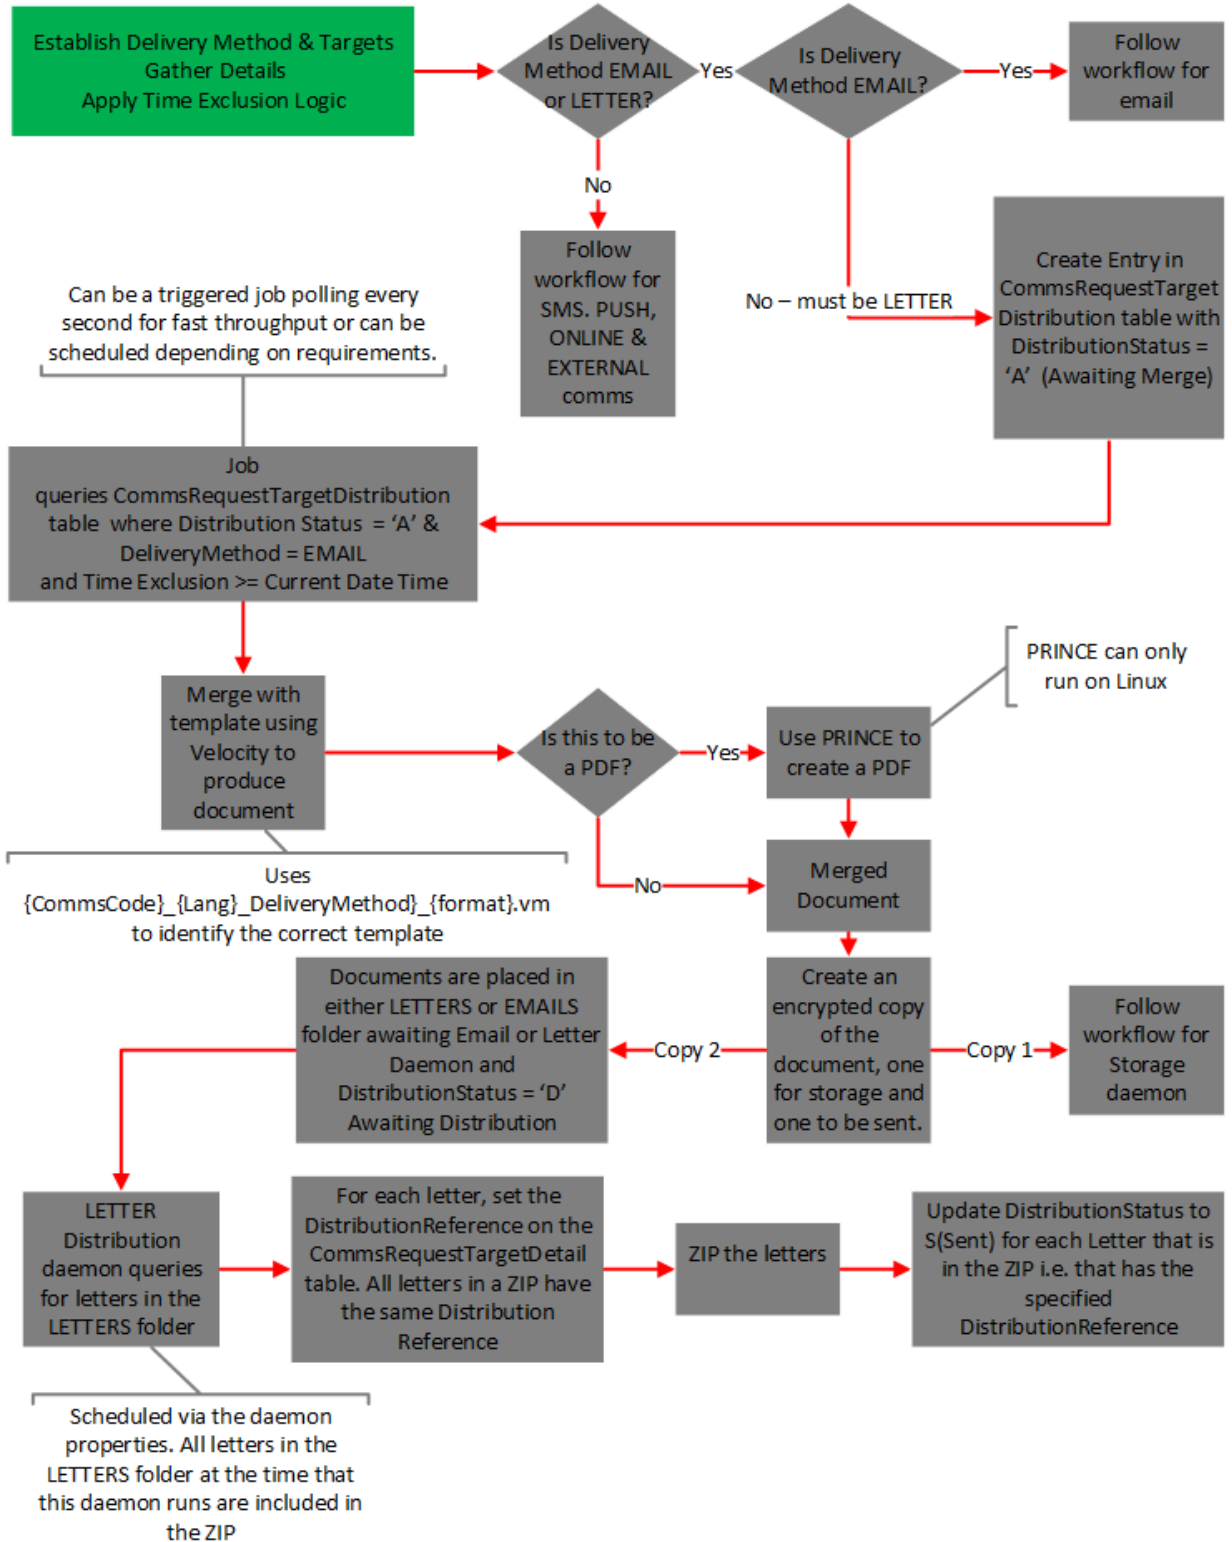 Establish Delivery Method & Targets
Gather Details
Apply Time Exclusion Logic
Is Delivery
Method EMAIL
or LETTER?
Yes
Is Delivery
Method EMAIL?
Yes
Follow
workflow for
email
No
Follow
workflow for
SMS. PUSH,
ONLINE &
EXTERNAL
comms
No – must be LETTER
Create Entry in
CommsRequestTarget
Distribution table with
DistributionStatus =
‘A’ (Awaiting Merge)
Can be a triggered job polling every
second for fast throughput or can be
scheduled depending on requirements.
Job
queries CommsRequestTargetDistribution
table where Distribution Status = ‘A’ &
DeliveryMethod = EMAIL
and Time Exclusion >= Current Date Time
Merge with
template using
Velocity to
produce
document
Is this to be
a PDF?
Yes
Use PRINCE to
create a PDF
PRINCE can only
run on Linux
No
Merged
Document
Uses
{CommsCode}_{Lang}_DeliveryMethod}_{format}.vm
to identify the correct template
Create an
encrypted copy
of the
document, one
for storage and
one to be sent.
Copy 1
Follow
workflow for
Storage
daemon
Copy 2
Documents are placed in
either LETTERS or EMAILS
folder awaiting Email or Letter
Daemon and
DistributionStatus = ‘D’
Awaiting Distribution
LETTER
Distribution
daemon queries
for letters in the
LETTERS folder
For each letter, set the
DistributionReference on the
CommsRequestTargetDetail
table. All letters in a ZIP have
the same Distribution
Reference
ZIP the letters
Update DistributionStatus to
S(Sent) for each Letter that is
in the ZIP i.e. that has the
specified
DistributionReference
Scheduled via the daemon
properties. All letters in the
LETTERS folder at the time that
this daemon runs are included in
the ZIP